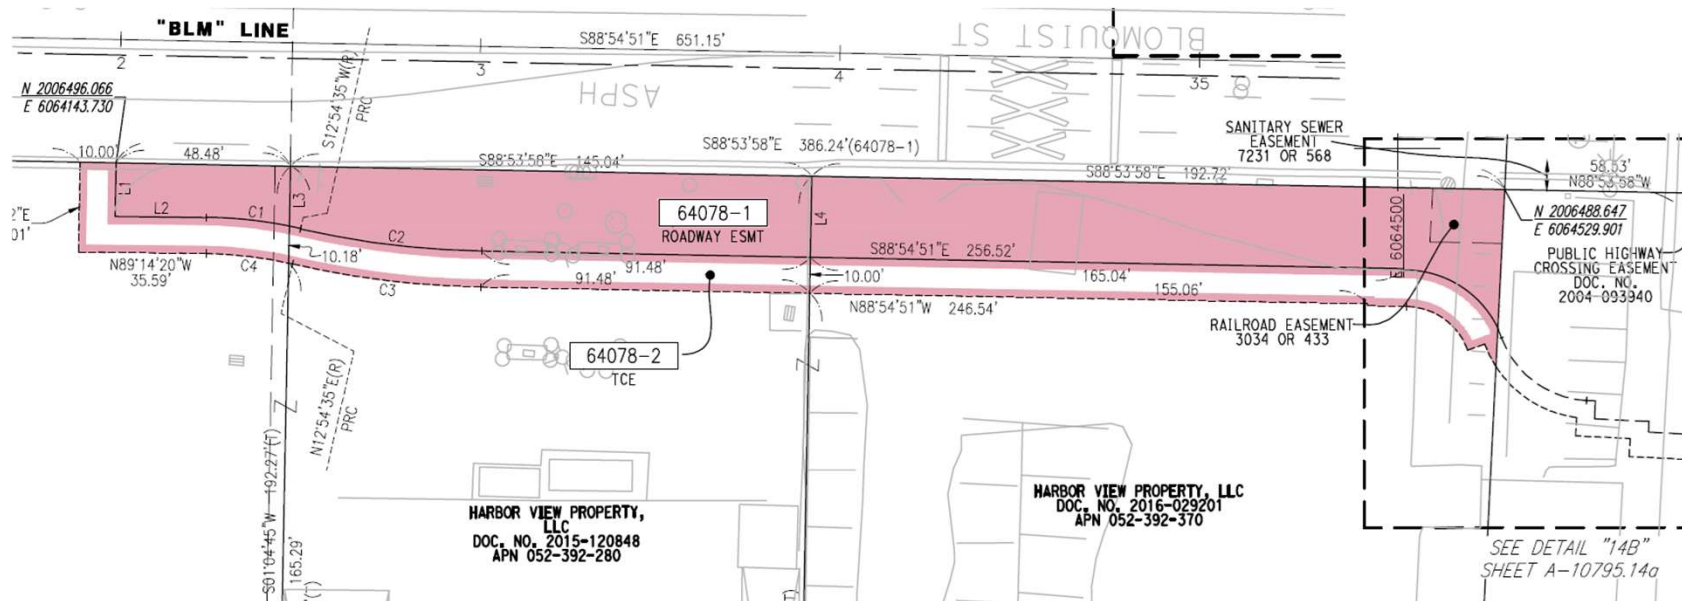 "BLM" LINE
S88°54'51"E 651.15'
BLOMQUIST ST
2
3
4
35
N 2006496.066
E 6064143.730
S12°54'35"W(R)
PRC
ASPH
SANITARY SEWER
EASEMENT
7231 OR 568
10.00'
48.48'
S88°53'58"E 145.04'
S88°53'58"E 386.24'(64078-1)
S88°53'58"E 192.72'
58.53'
N88°53'58"W
L1
L2
C1
L3
C2
64078-1
ROADWAY ESMT
L4
E 6064500
N 2006488.647
E 6064529.901
2"E
01'
S88°54'51"E 256.52'
PUBLIC HIGHWAY
CROSSING EASEMENT
DOC. NO.
2004-093940
N89°14'20"W
35.59'
C4
10.18'
C3
91.48'
91.48'
10.00'
165.04'
155.06'
N88°54'51"W 246.54'
RAILROAD EASEMENT
3034 OR 433
64078-2
TCE
N12°54'35"E(R)
PRC
S01°04'45"W 192.27'(T)
165.29'
(T)
HARBOR VIEW PROPERTY,
LLC
DOC. NO. 2015-120848
APN 052-392-280
HARBOR VIEW PROPERTY, LLC
DOC. NO. 2016-029201
APN 052-392-370
T)
SEE DETAIL "14B"
SHEET A-10795.14a